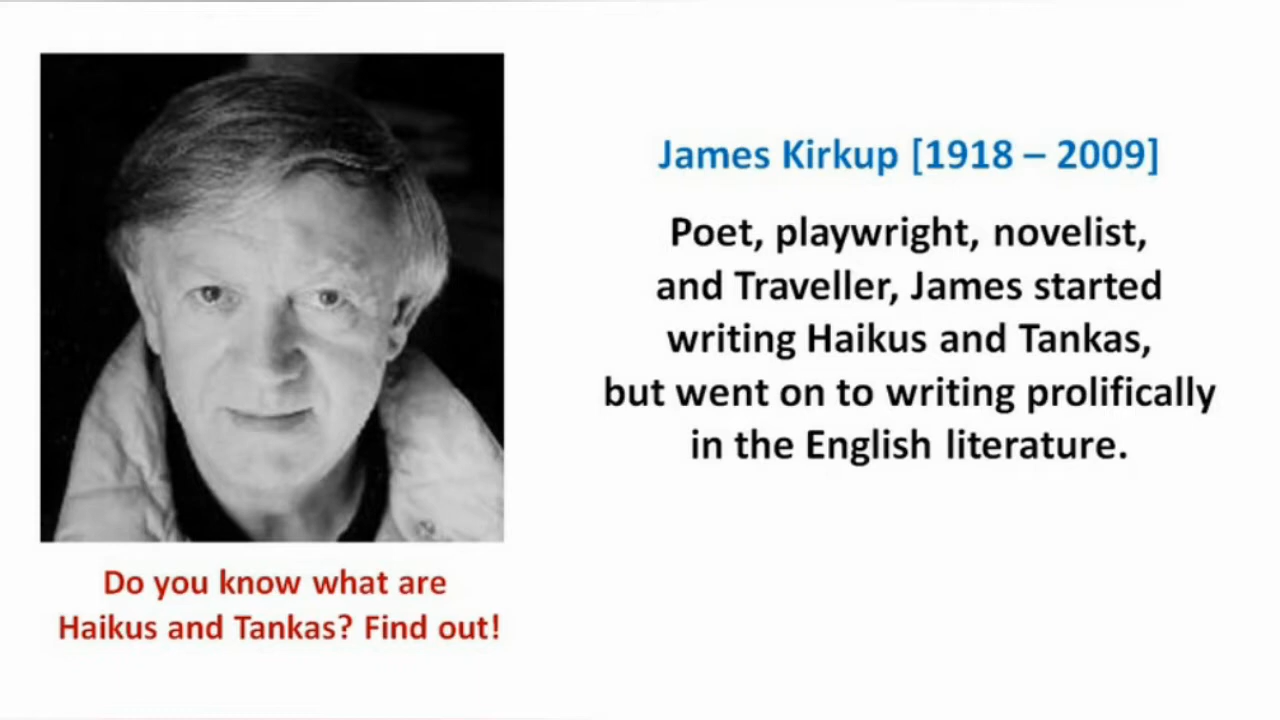 James Kirkup [1918 – 2009]
Poet, playwright, novelist,
and Traveller, James started
writing Haikus and Tankas,
but went on to writing prolifically
in the English literature.
Do you know what are
Haikus and Tankas? Find out!